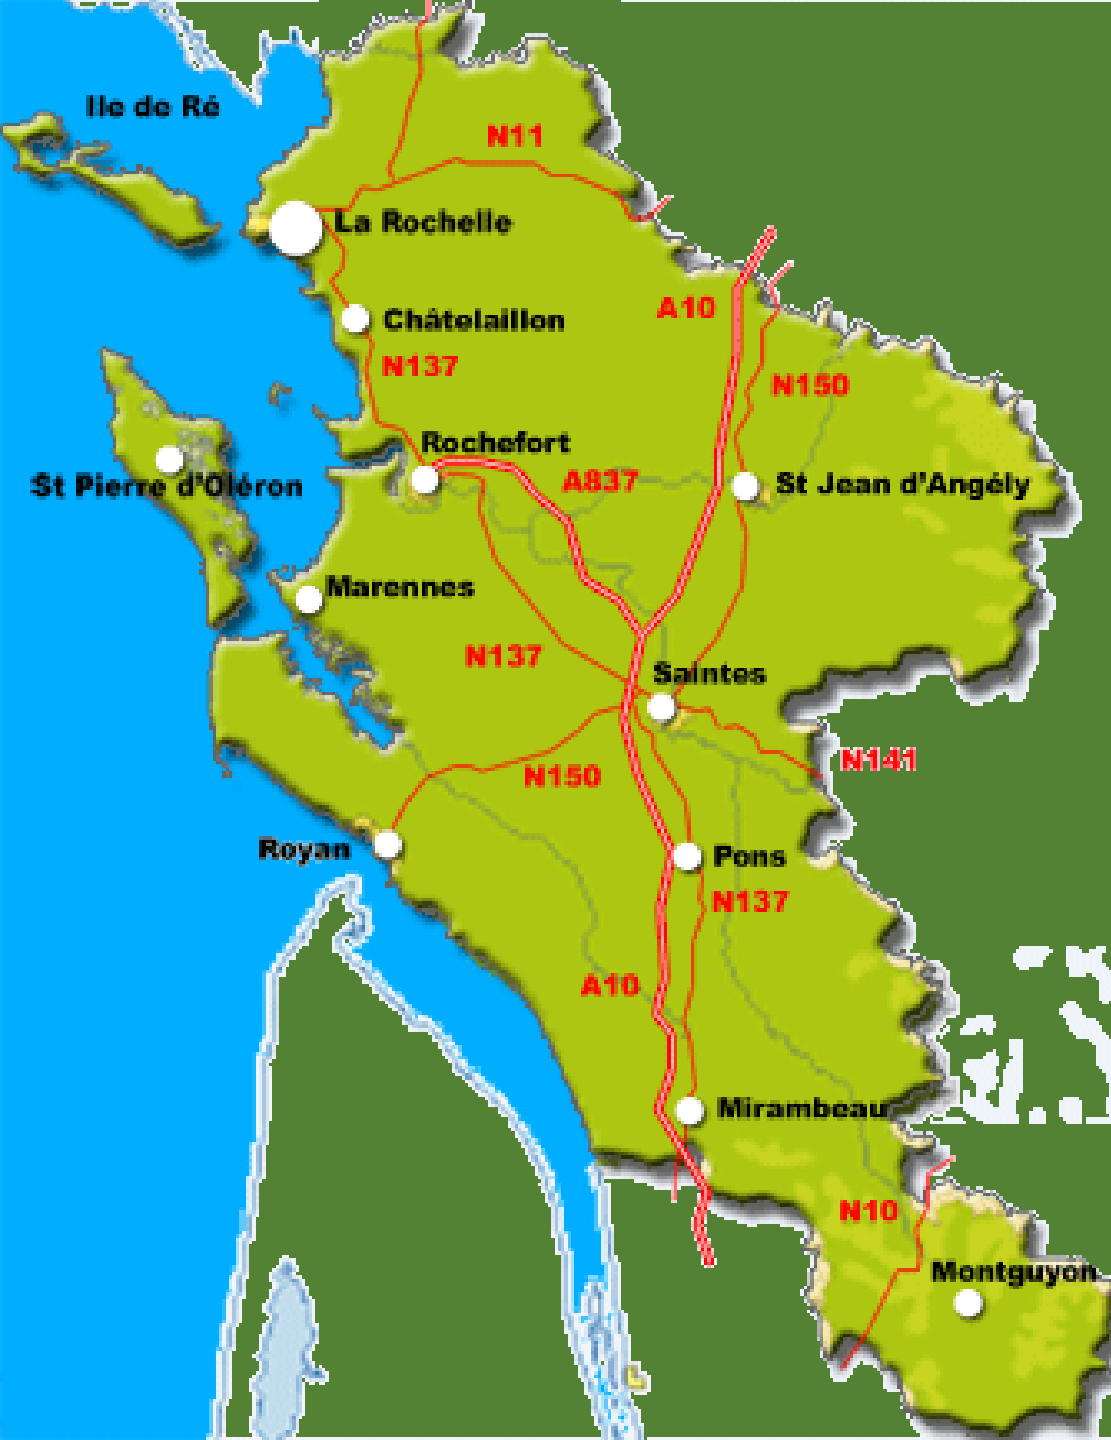 Ile de Ré
N11
La Rochelle
A10
Châtelaillon
N137
N150
Rochefort
A837
St Jean d'Angély
St Pierre d'Oléron
Marennes
N137
Saintes
N141
N150
Royan
Pons
N137
A10
Mirambeau
N10
Montguyon